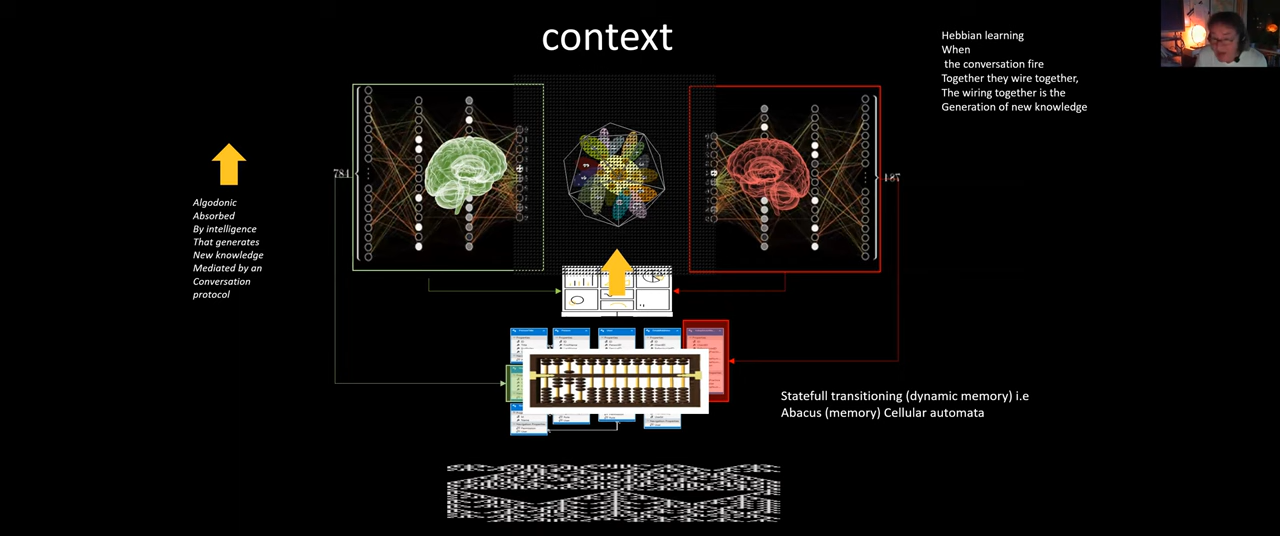 context
Hebbian learning
When
the conversation fire
Together they wire together,
The wiring together is the
Generation of new knowledge
784
Algodonic
Absorbed
By intelligence
That generates
New knowledge
Mediated by an
Conversation
protocol
Statefull transitioning (dynamic memory) i.e
Abacus (memory) Cellular automata